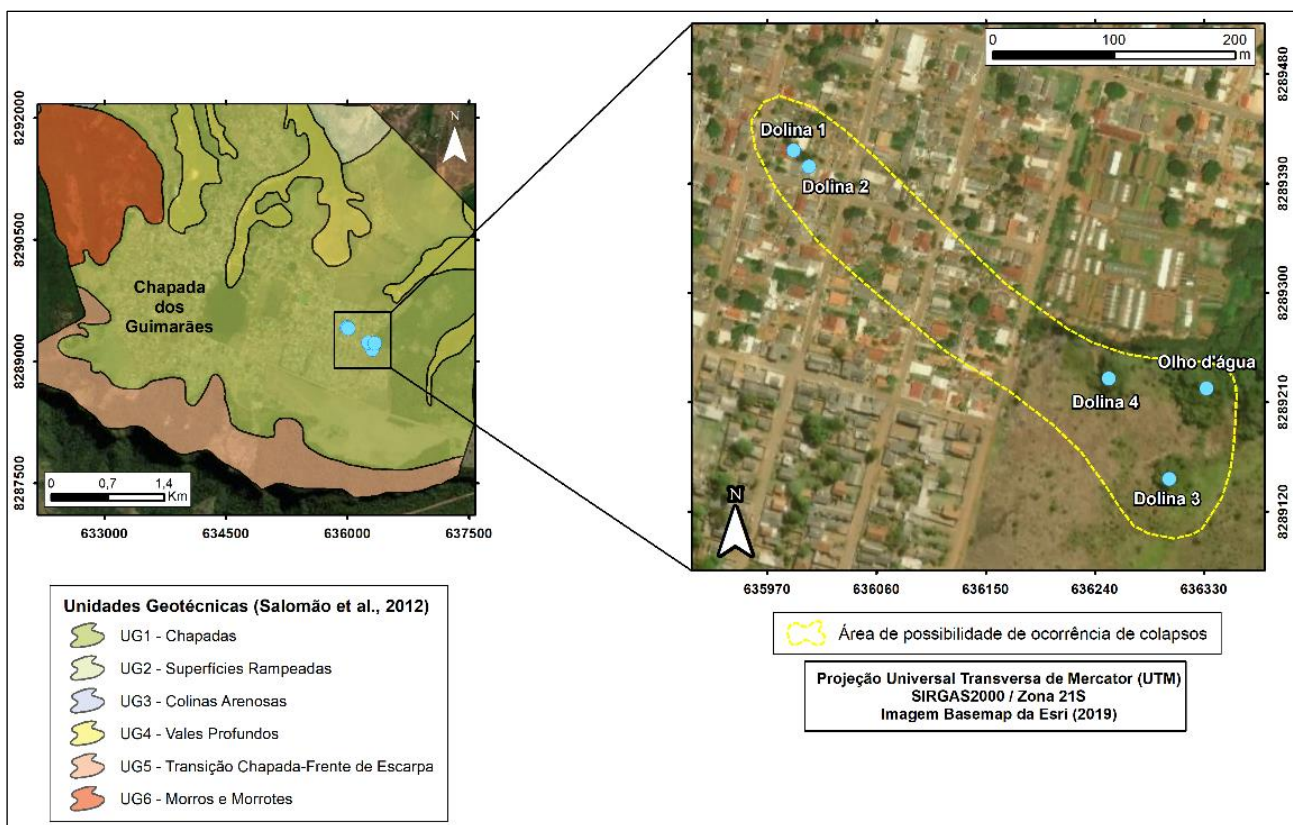 8292000
8290500
8289000
8287500
N
Chapada
dos
Guimarães
0
0,7
1,4
Km
633000
634500
636000
637500
Unidades Geotécnicas (Salomão et al., 2012)
UG1 - Chapadas
UG2 - Superfícies Rampeadas
UG3 - Colinas Arenosas
UG4 - Vales Profundos
UG5 - Transição Chapada-Frente de Escarpa
UG6 - Morros e Morrotes
0
100
200
m
Dolina 1
Dolina 2
Olho d'água
Dolina 4
Dolina 3
N
8289480
8289390
8289300
8289210
8289120
635970
636060
636150
636240
636330
Área de possibilidade de ocorrência de colapsos
Projeção Universal Transversa de Mercator (UTM)
SIRGAS2000 / Zona 21S
Imagem Basemap da Esri (2019)